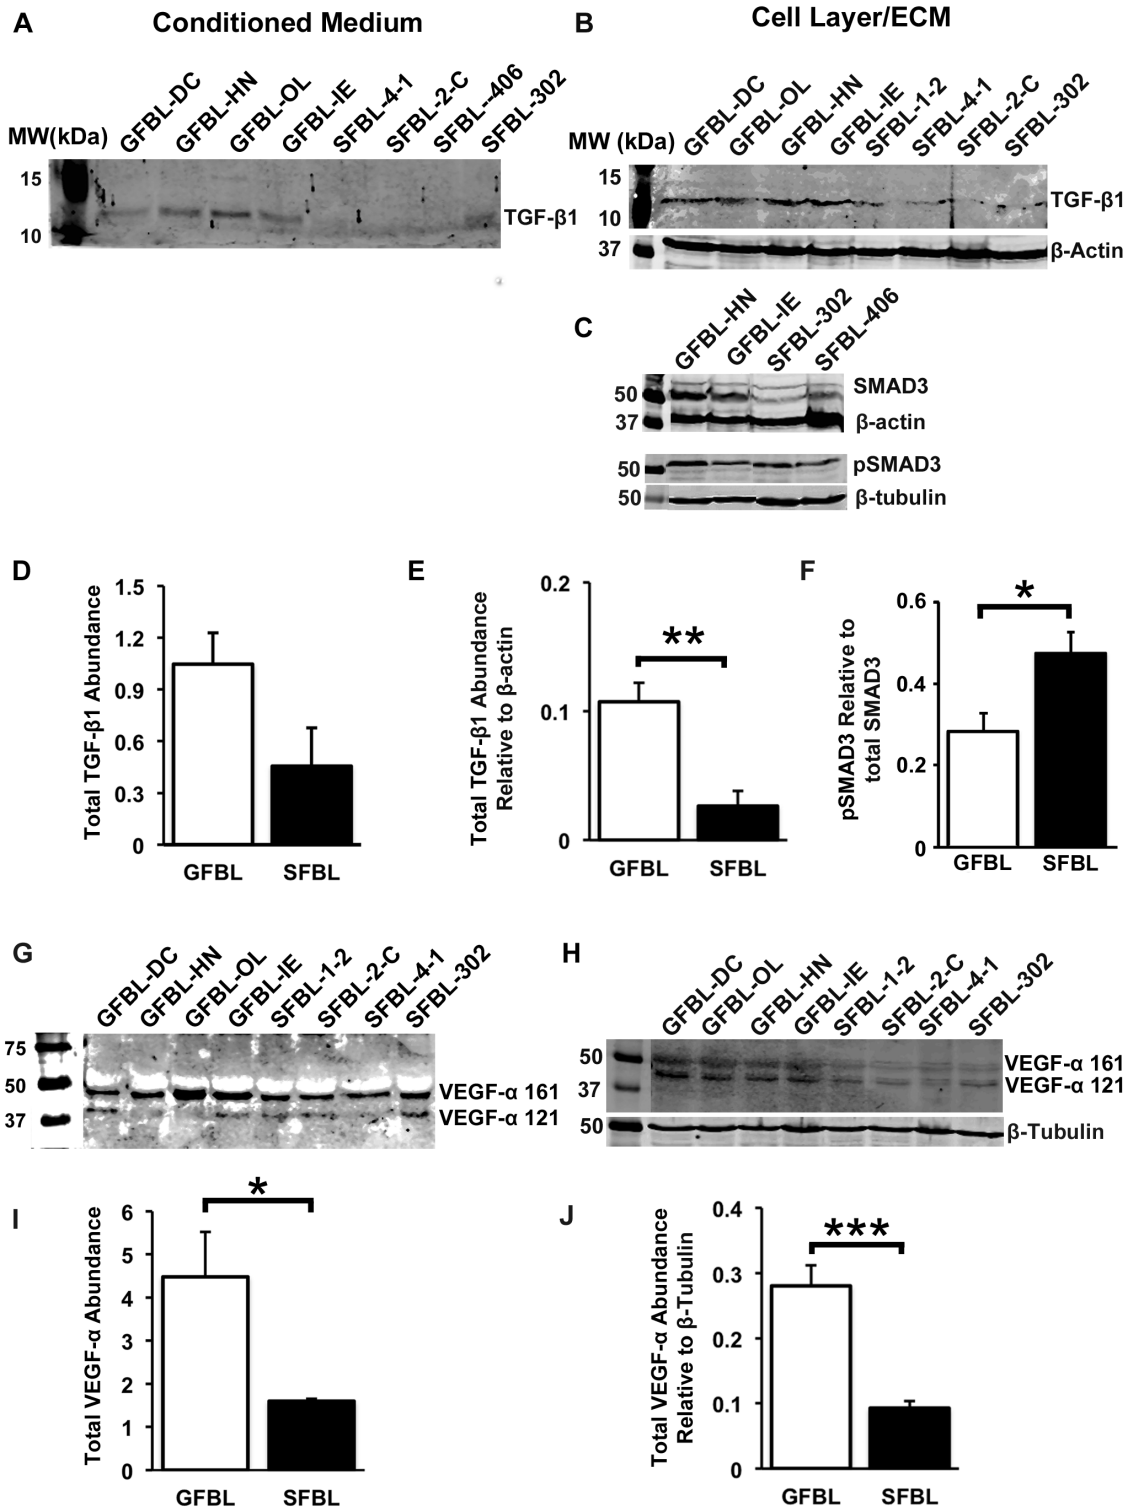 A
Conditioned Medium
GFBL-DC
GFBL-HN
GFBL-OL
GFBL-IE
SFBL-4-1
SFBL-2-C
SFBL--406
SFBL-302
MW(kDa)
15
10
TGF-β1
B
Cell Layer/ECM
GFBL-DC
GFBL-OL
GFBL-HN
GFBL-IE
SFBL-1-2
SFBL-4-1
SFBL-2-C
SFBL-302
MW (kDa)
15
10
TGF-β1
37
β-Actin
C
GFBL-HN
GFBL-IE
SFBL-302
SFBL-406
SMAD3
50
37
β-actin
50
pSMAD3
50
β-tubulin
D
Total TGF-β1 Abundance
1.5
1.2
0.9
0.6
0.3
0
GFBL
SFBL
E
Total TGF-β1 Abundance
Relative to β-actin
0.2
0.1
0
**
GFBL
SFBL
F
pSMAD3 Relative to
total SMAD3
0.6
0.4
0.2
0
*
GFBL
SFBL
G
GFBL-DC
GFBL-HN
GFBL-OL
GFBL-IE
SFBL-1-2
SFBL-2-C
SFBL-4-1
SFBL-302
75
50
37
VEGF-α 161
VEGF-α 121
H
GFBL-DC
GFBL-OL
GFBL-HN
GFBL-IE
SFBL-1-2
SFBL-2-C
SFBL-4-1
SFBL-302
50
37
VEGF-α 161
VEGF-α 121
50
β-Tubulin
I
Total VEGF-α Abundance
6
5
4
3
2
1
0
*
GFBL
SFBL
J
Total VEGF-α Abundance
Relative to β-Tubulin
0.4
0.3
0.2
0.1
0
***
GFBL
SFBL